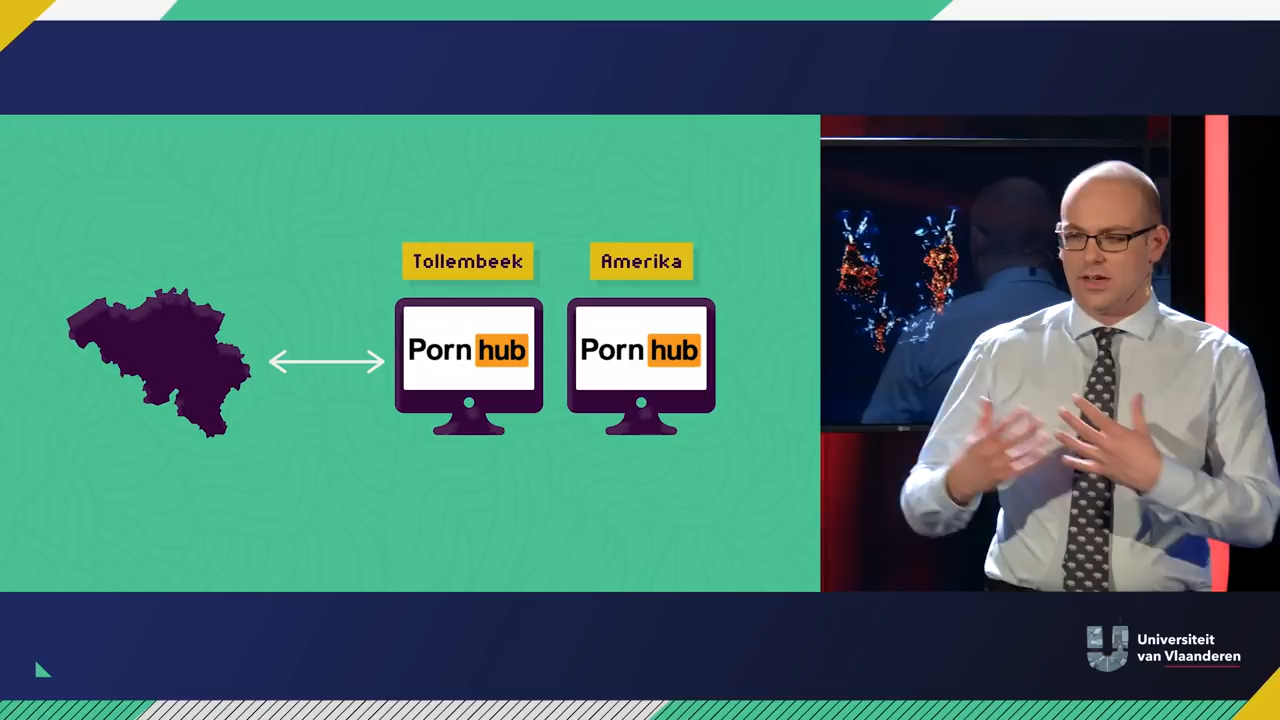 Tollembeek
Amerika
Porn hub
Porn hub
Universiteit
van Vlaanderen